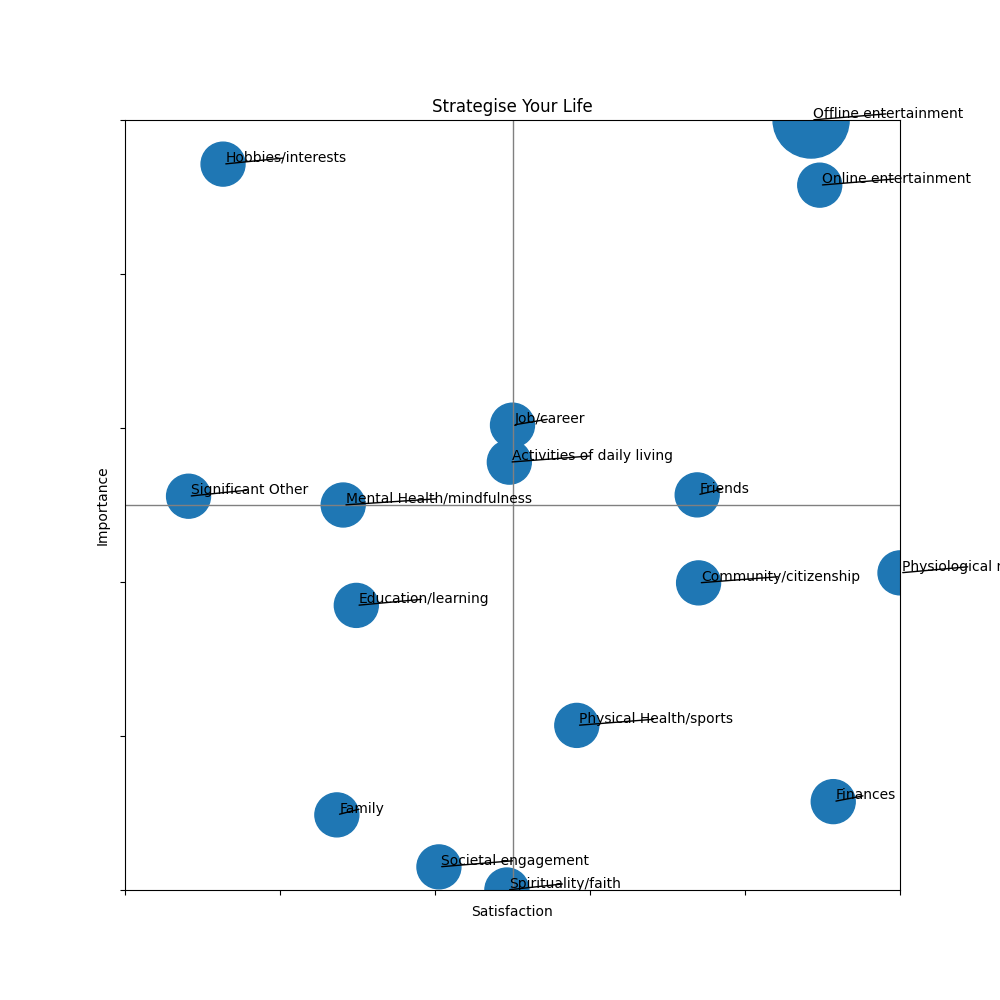 Strategise Your Life
Offline entertainment
Hobbies/interests
Online entertainment
Job/career
Activities of daily living
Significant Other
Mental Health/mindfulness
Friends
Physiological
Community/citizenship
Education/learning
Physical Health/sports
Finances
Family
Societal engagement
Spirituality/faith
Importance
Satisfaction